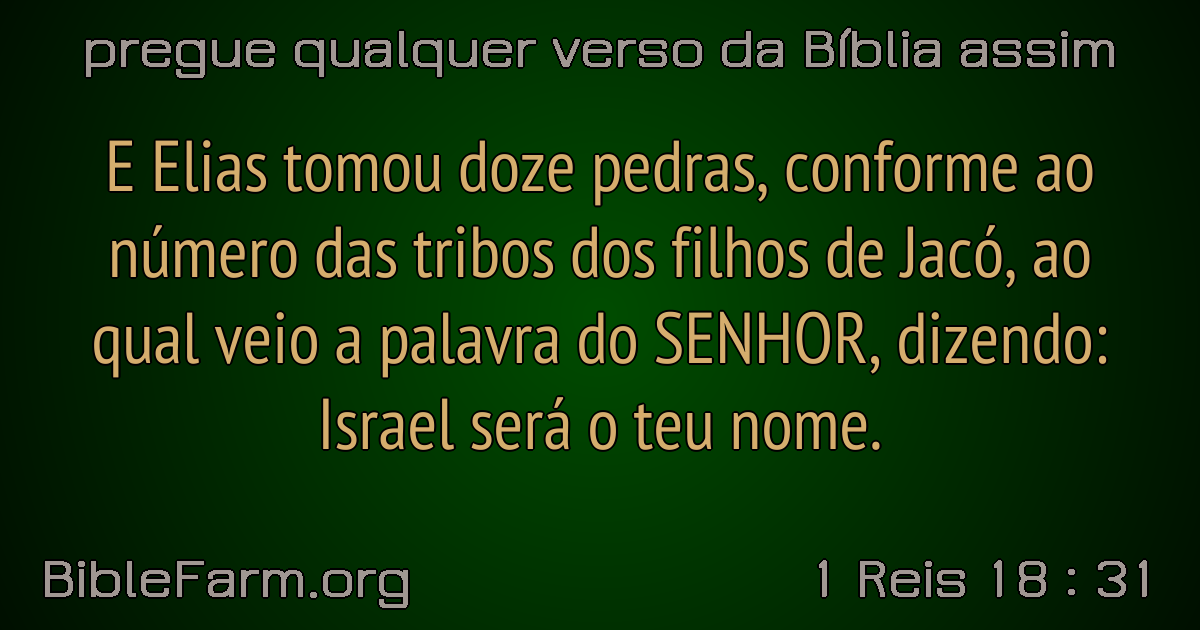 pregue qualquer verso da Bíblia assim
E Elias tomou doze pedras, conforme ao
número das tribos dos filhos de Jacó, ao
qual veio a palavra do SENHOR, dizendo:
Israel será o teu nome.
BibleFarm.org
1 Reis 18 : 31